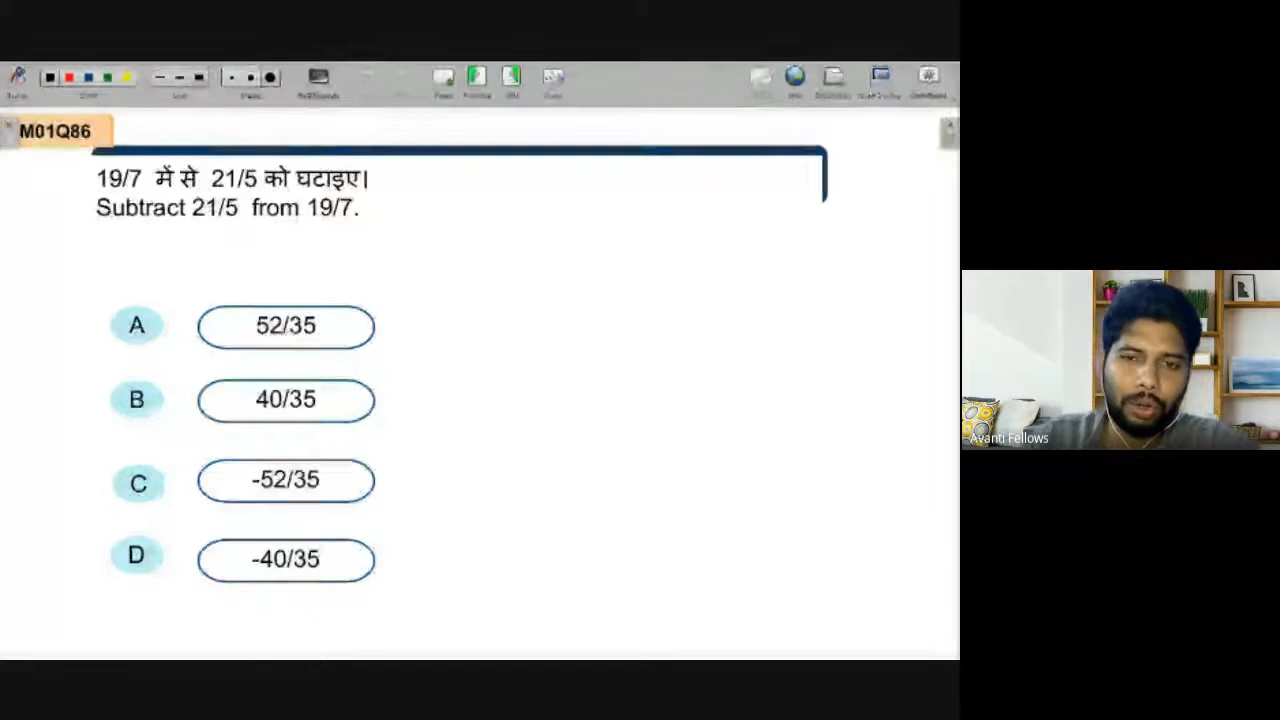 M01Q86
19/7 में से 21/5 को घटाइए।
Subtract 21/5 from 19/7.
A 52/35
B 40/35
C -52/35
D -40/35
Avanti Fellows